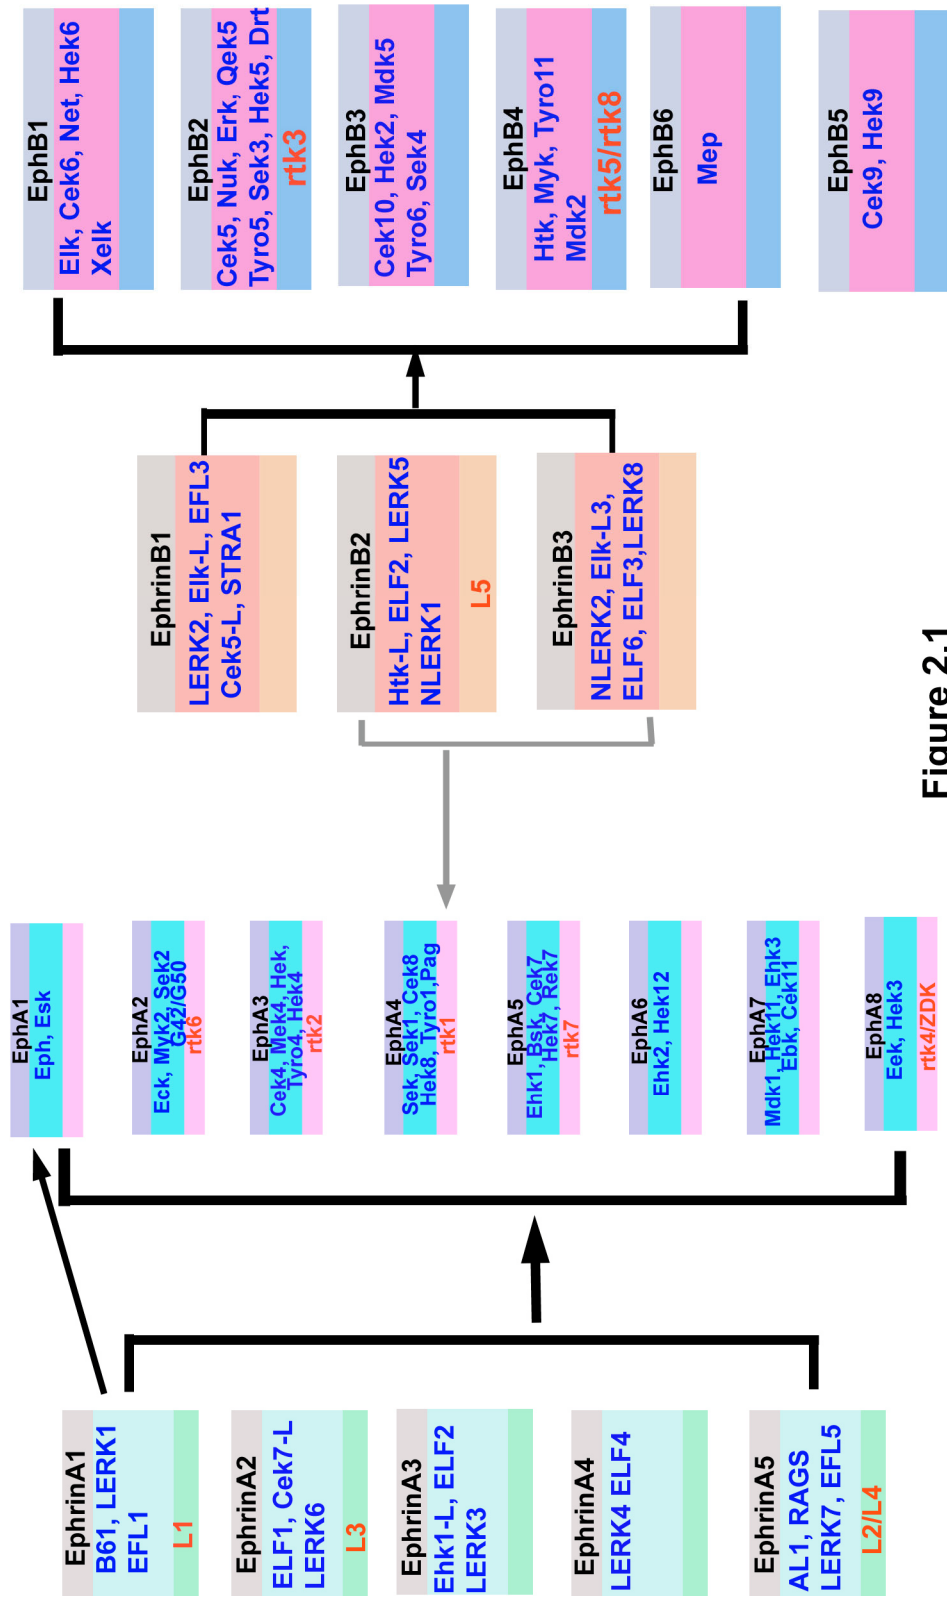 EphrinA1
B61, LERK1
EFL1
L1
EphrinA2
ELF1, Cek7-L
LERK6
L3
EphrinA3
Ehk1-L, ELF2
LERK3
EphrinA4
LERK4 ELF4
EphrinA5
AL1, RAGS
LERK7, EFL5
L2/L4
EphA1
Eph, Esk
EphA2
Eck, Myk2, Sek2
G42/G50
rtk6
EphA3
Cek4, Mek4, Hek,
Tyro4, Hek4
rtk2
EphA4
Sek, Sek1, Cek8
Hek8, Tyro1,Pag
rtk1
EphA5
Ehk1, Bsk, Cek7
Hek7, Rek7
rtk7
EphA6
Ehk2, Hek12
EphA7
Mdk1, Hek11, Ehk3
Ebk, Cek11
EphA8
Eek, Hek3
rtk4/ZDK
EphrinB1
LERK2, Elk-L, EFL3
Cek5-L, STRA1
EphrinB2
Htk-L, ELF2, LERK5
NLERK1
L5
EphrinB3
NLERK2, Elk-L3,
ELF6, ELF3,LERK8
EphB1
Elk, Cek6, Net, Hek6
Xelk
EphB2
Cek5, Nuk, Erk, Qek5
Tyro5, Sek3, Hek5, Drt
rtk3
EphB3
Cek10, Hek2, Mdk5
Tyro6, Sek4
EphB4
Htk, Myk, Tyro11
Mdk2
rtk5/rtk8
EphB6
Mep
EphB5
Cek9, Hek9
Figure 2.1